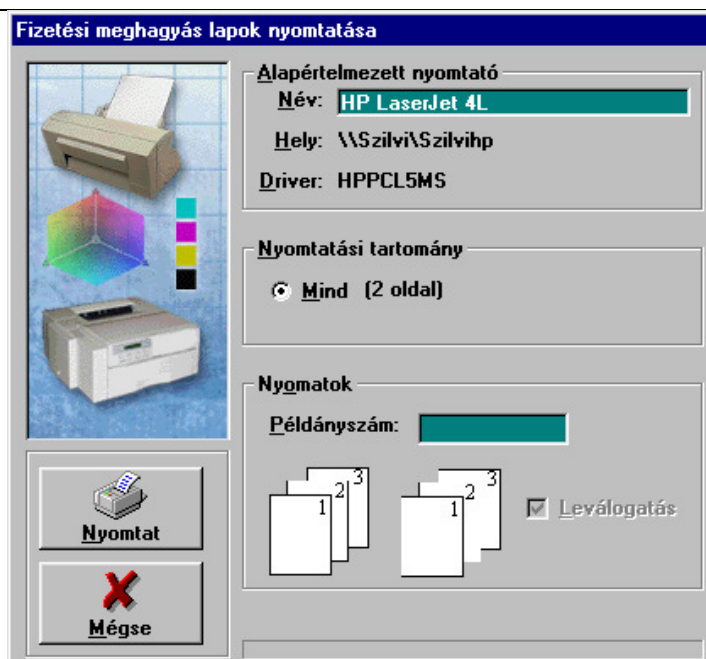 Fizetési meghagyás lapok nyomtatása
Alapértelmezett nyomtató
Név: HP LaserJet 4L
Hely: \\Szilvi\Szilvihp
Driver: HPPCL5MS
Nyomtatási tartomány
Mind (2 oldal)
Nyomatok
Példányszám:
1 2 3
1 2 3
Leválogatás
Nyomtat
Mégse